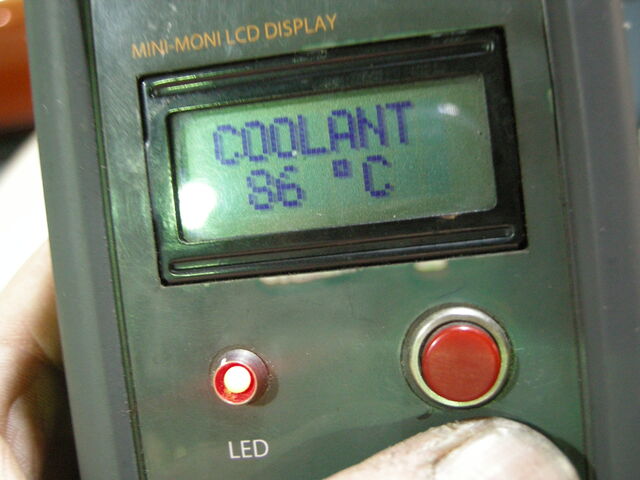 MINI-MONI LCD DISPLAY
COOLANT
86 °C
LED